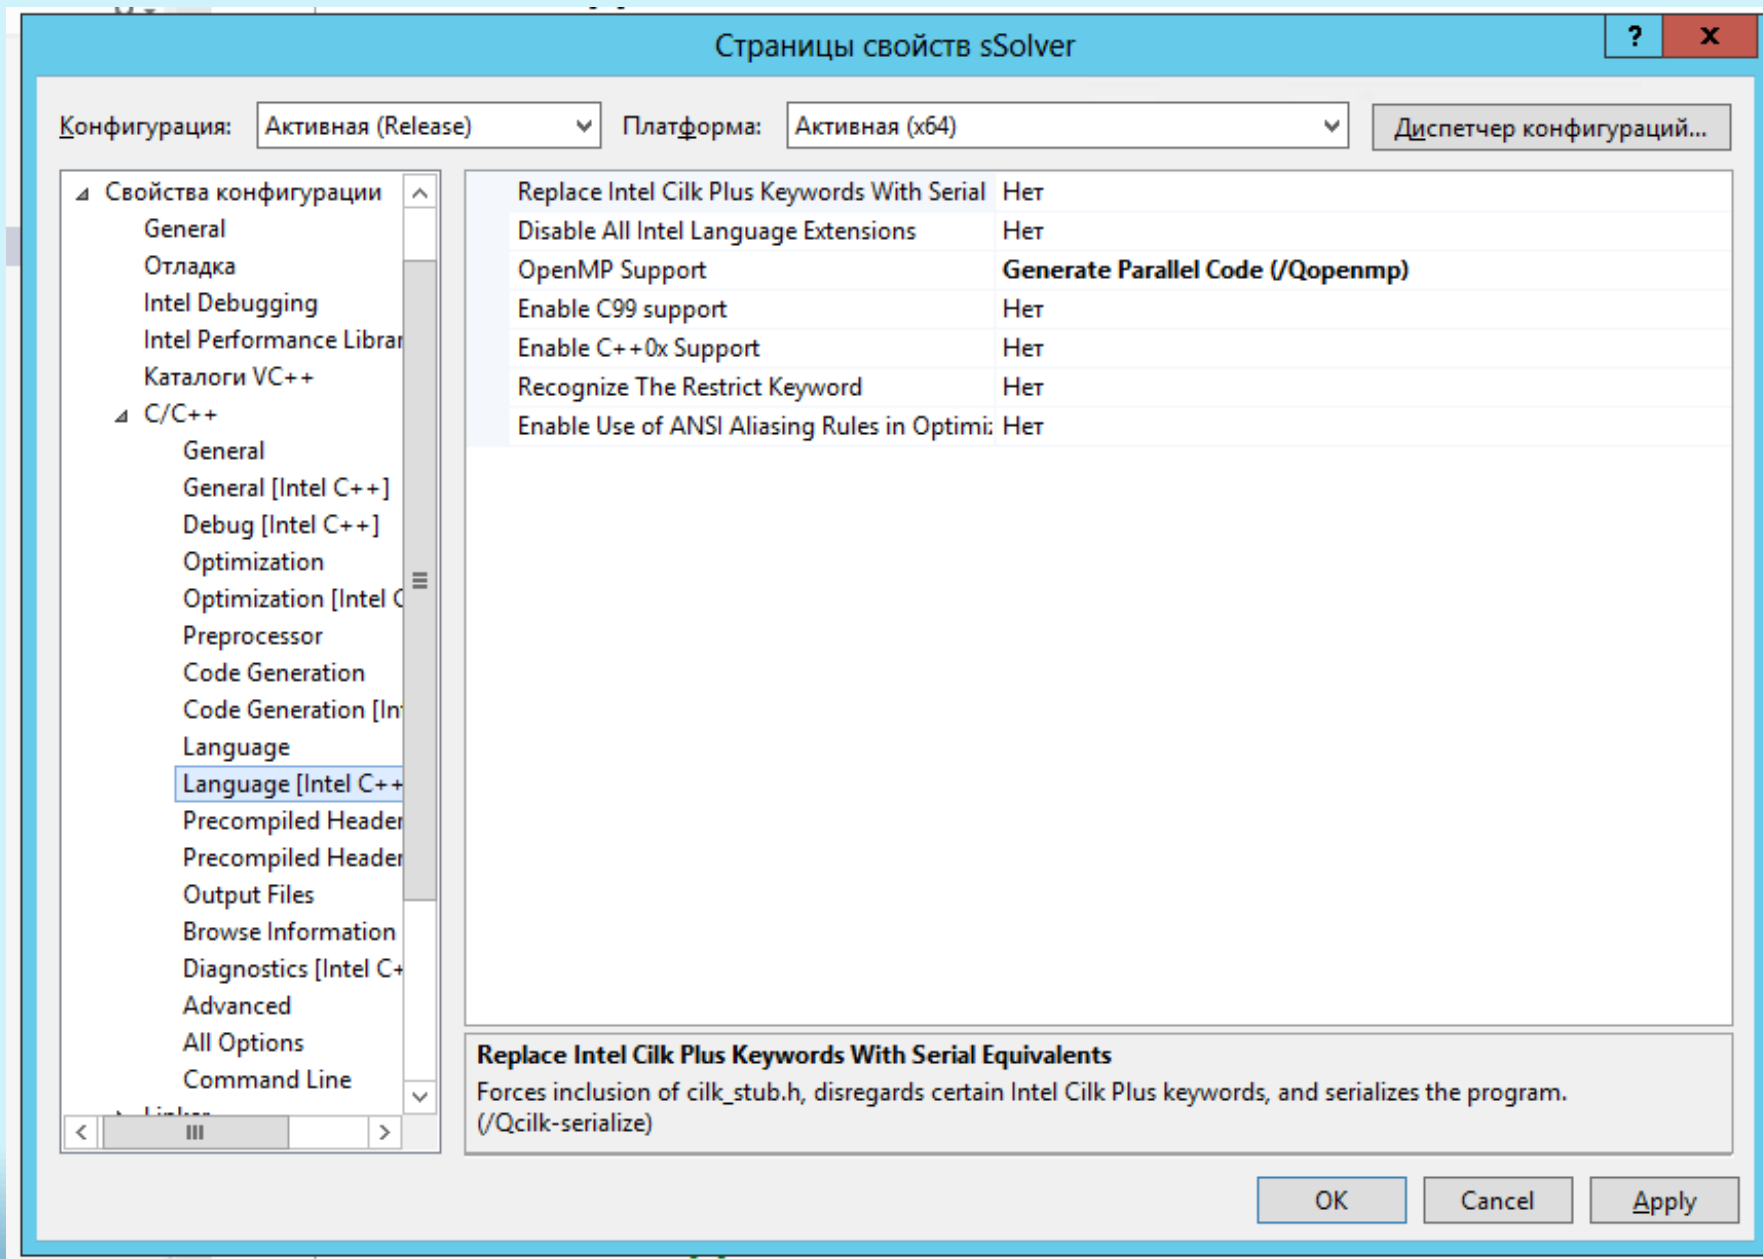 Страницы свойств sSolver
?
x
Конфигурация: Активная (Release) Платформа: Активная (x64) Диспетчер конфигураций...
Свойства конфигурации
General
Отладка
Intel Debugging
Intel Performance Librar
Каталоги VC++
C/C++
General
General [Intel C++]
Debug [Intel C++]
Optimization
Optimization [Intel C
Preprocessor
Code Generation
Code Generation [In
Language
Language [Intel C++
Precompiled Header
Precompiled Header
Output Files
Browse Information
Diagnostics [Intel C+
Advanced
All Options
Command Line
Linker
Replace Intel Cilk Plus Keywords With Serial Нет
Disable All Intel Language Extensions Нет
OpenMP Support Generate Parallel Code (/Qopenmp)
Enable C99 support Нет
Enable C++0x Support Нет
Recognize The Restrict Keyword Нет
Enable Use of ANSI Aliasing Rules in Optimi Нет
Replace Intel Cilk Plus Keywords With Serial Equivalents
Forces inclusion of cilk_stub.h, disregards certain Intel Cilk Plus keywords, and serializes the program.
(/Qcilk-serialize)
OK Cancel Apply